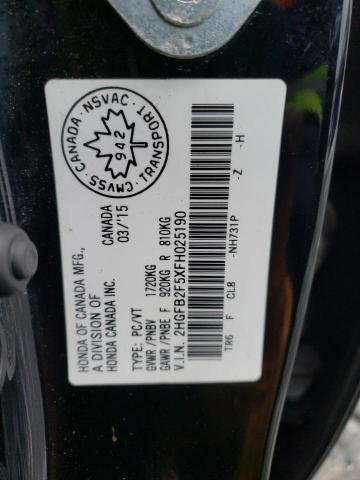 HONDA OF CANADA MFG.,
A DIVISION OF
HONDA CANADA INC.
CANADA
03/'15
CANADA · NSVAC · TRANSPORT · CMVSS
942
TYPE: PC/VT
GVWR /PNBV 1720KG
GAWR /PNBE F 920KG R 810KG
V.I.N. 2HGFB2F5XFH025190
TR6 F CL8 -NH731P -Z -H